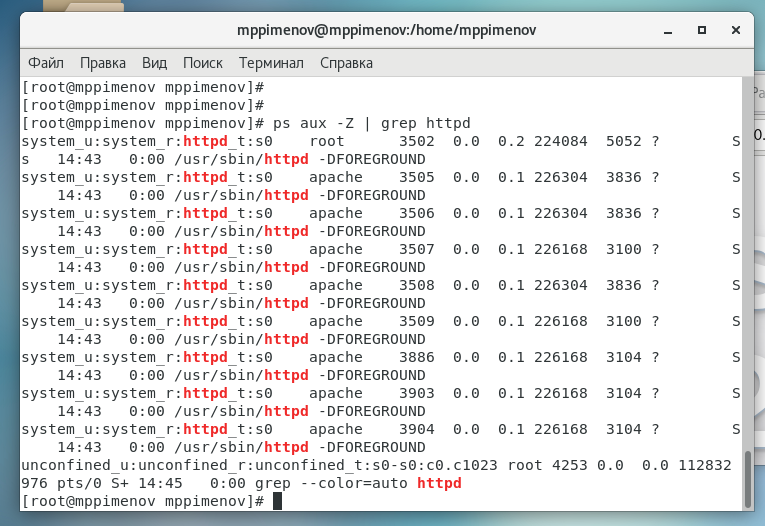 mppimenov@mppimenov:/home/mppimenov
Файл Правка Вид Поиск Терминал Справка
[root@mppimenov mppimenov]#
[root@mppimenov mppimenov]#
[root@mppimenov mppimenov]# ps aux -Z | grep httpd
system_u:system_r:httpd_t:s0    root      3502  0.0  0.2 224084  5052 ?        S
s   14:43   0:00 /usr/sbin/httpd -DFOREGROUND
system_u:system_r:httpd_t:s0    apache    3505  0.0  0.1 226304  3836 ?        S
    14:43   0:00 /usr/sbin/httpd -DFOREGROUND
system_u:system_r:httpd_t:s0    apache    3506  0.0  0.1 226304  3836 ?        S
    14:43   0:00 /usr/sbin/httpd -DFOREGROUND
system_u:system_r:httpd_t:s0    apache    3507  0.0  0.1 226168  3100 ?        S
    14:43   0:00 /usr/sbin/httpd -DFOREGROUND
system_u:system_r:httpd_t:s0    apache    3508  0.0  0.1 226304  3836 ?        S
    14:43   0:00 /usr/sbin/httpd -DFOREGROUND
system_u:system_r:httpd_t:s0    apache    3509  0.0  0.1 226168  3100 ?        S
    14:43   0:00 /usr/sbin/httpd -DFOREGROUND
system_u:system_r:httpd_t:s0    apache    3886  0.0  0.1 226168  3104 ?        S
    14:43   0:00 /usr/sbin/httpd -DFOREGROUND
system_u:system_r:httpd_t:s0    apache    3903  0.0  0.1 226168  3104 ?        S
    14:43   0:00 /usr/sbin/httpd -DFOREGROUND
system_u:system_r:httpd_t:s0    apache    3904  0.0  0.1 226168  3104 ?        S
    14:43   0:00 /usr/sbin/httpd -DFOREGROUND
unconfined_u:unconfined_r:unconfined_t:s0-s0:c0.c1023 root 4253 0.0  0.0 112832
976 pts/0 S+ 14:45   0:00 grep --color=auto httpd
[root@mppimenov mppimenov]#